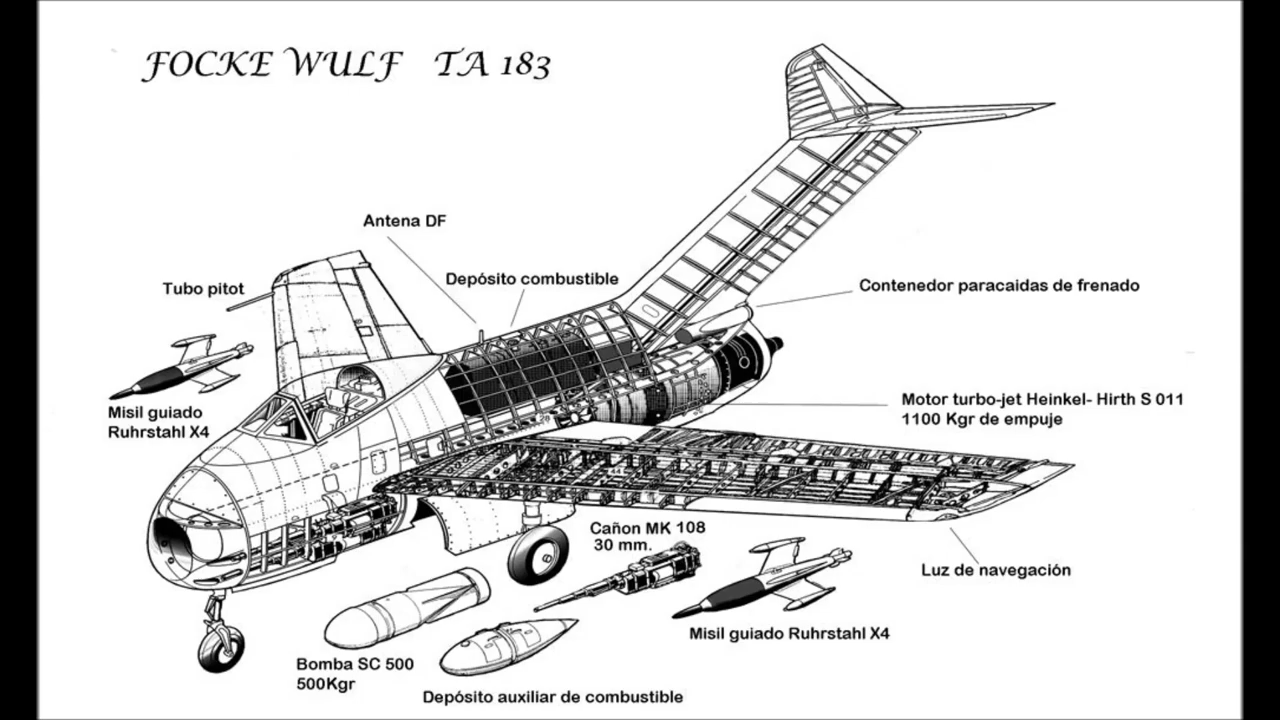 FOCKE WULF TA 183
Antena DF
Depósito combustible
Tubo pitot
Contenedor paracaidas de frenado
Misil guiado
Ruhrstahl X4
Motor turbo-jet Heinkel- Hirth S 011
1100 Kgr de empuje
Cañon MK 108
30 mm.
Luz de navegación
Misil guiado Ruhrstahl X4
Bomba SC 500
500Kgr
Depósito auxiliar de combustible